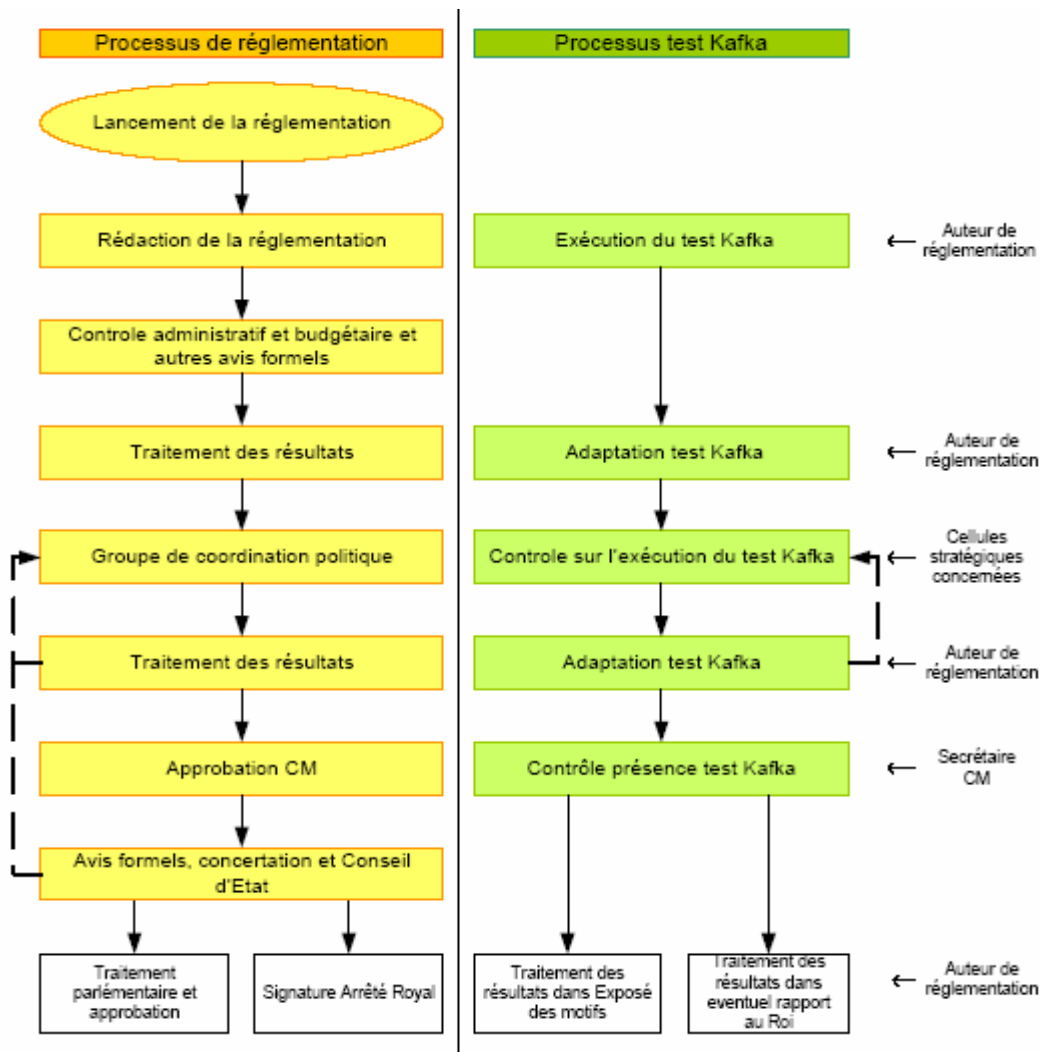 Processus de réglementation
Processus test Kafka
Lancement de la réglementation
Rédaction de la réglementation
Exécution du test Kafka
Auteur de
réglementation
Controle administratif et budgétaire et
autres avis formels
Traitement des résultats
Adaptation test Kafka
Auteur de
réglementation
Groupe de coordination politique
Controle sur l'exécution du test Kafka
Cellules
stratégiques
concernées
Traitement des résultats
Adaptation test Kafka
Auteur de
réglementation
Approbation CM
Contrôle présence test Kafka
Secrétaire
CM
Avis formels, concertation et Conseil
d'Etat
Traitement
parlémentaire et
approbation
Signature Arrêté Royal
Traitement des
résultats dans Exposé
des motifs
Traitement des
résultats dans
eventuel rapport
au Roi
Auteur de
réglementation